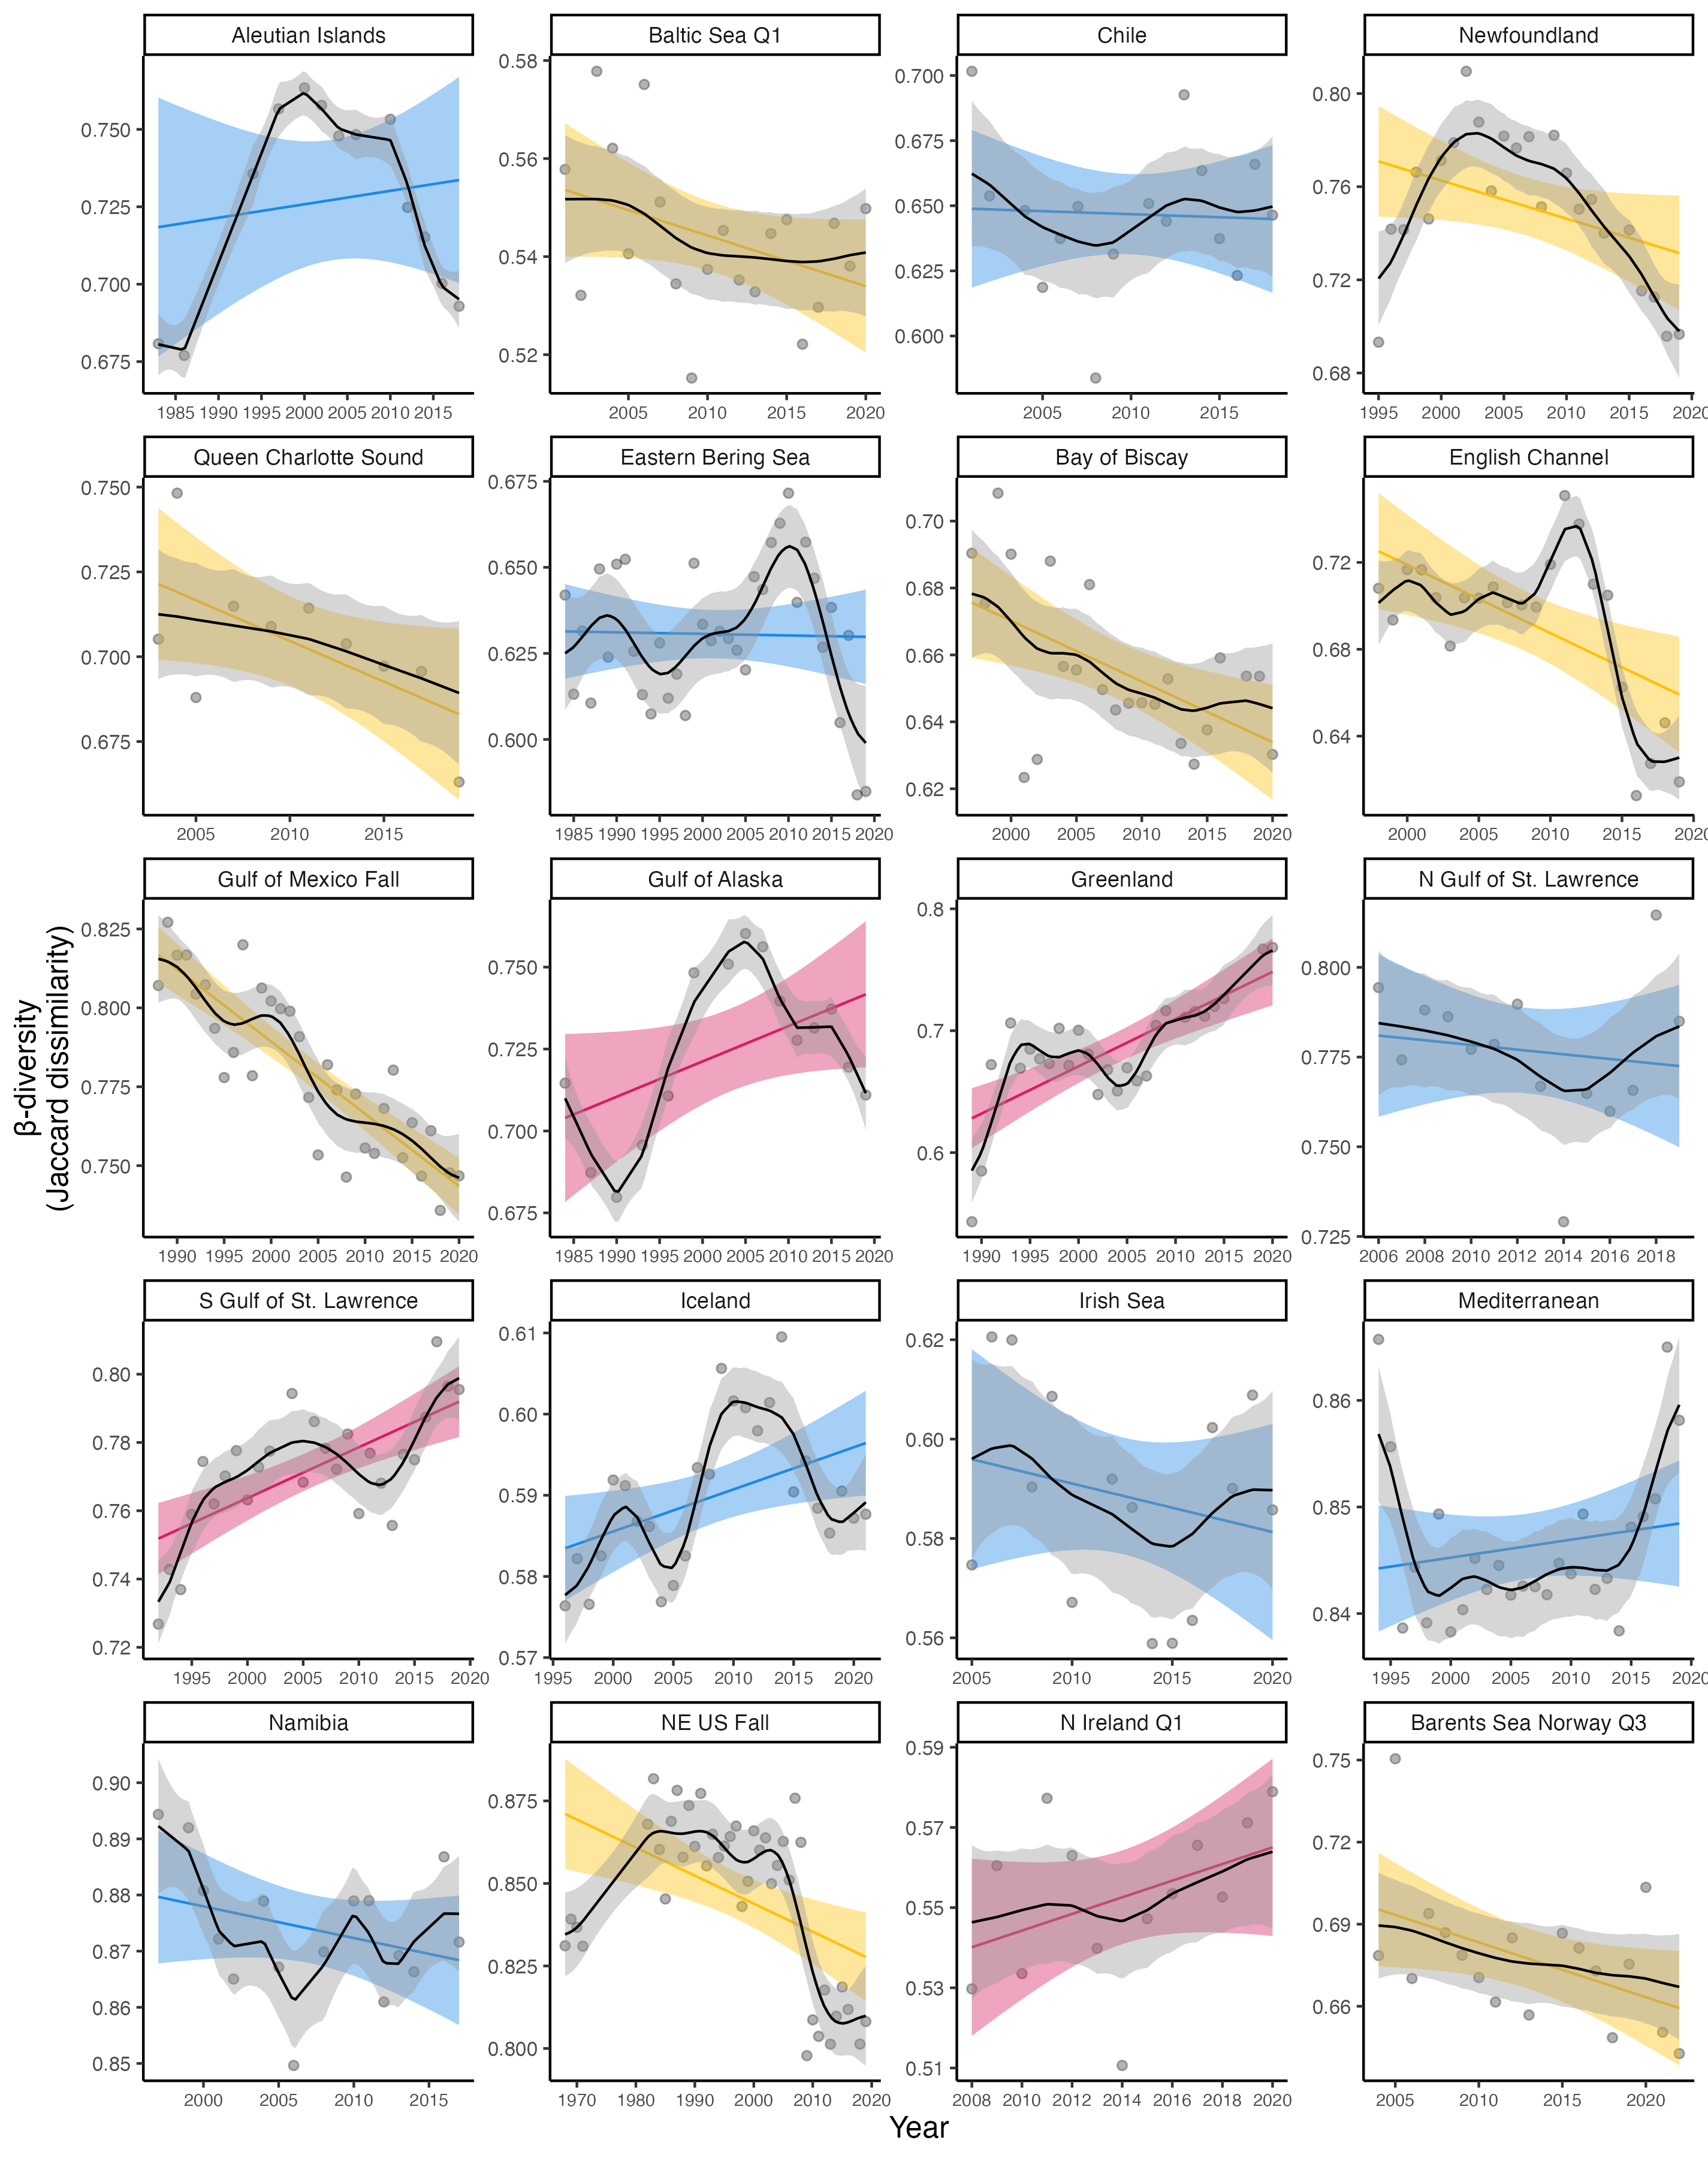 Aleutian Islands
Baltic Sea Q1
Chile
Newfoundland
0.750
0.725
0.700
0.675
0.58
0.56
0.54
0.52
0.700
0.675
0.650
0.625
0.600
0.80
0.76
0.72
0.68
1985 1990 1995 2000 2005 2010 2015
2005 2010 2015 2020
2005 2010 2015
1995 2000 2005 2010 2015 2020
Queen Charlotte Sound
Eastern Bering Sea
Bay of Biscay
English Channel
0.750
0.725
0.700
0.675
0.675
0.650
0.625
0.600
0.70
0.68
0.66
0.64
0.62
0.72
0.68
0.64
2005 2010 2015
1985 1990 1995 2000 2005 2010 2015 2020
2000 2005 2010 2015 2020
2000 2005 2010 2015 2020
β-diversity
(Jaccard dissimilarity)
Gulf of Mexico Fall
Gulf of Alaska
Greenland
N Gulf of St. Lawrence
0.825
0.800
0.775
0.750
0.750
0.725
0.700
0.675
0.8
0.7
0.6
0.800
0.775
0.750
0.725
1990 1995 2000 2005 2010 2015 2020
1985 1990 1995 2000 2005 2010 2015 2020
1990 1995 2000 2005 2010 2015 2020
2006 2008 2010 2012 2014 2016 2018
S Gulf of St. Lawrence
Iceland
Irish Sea
Mediterranean
0.80
0.78
0.76
0.74
0.72
0.61
0.60
0.59
0.58
0.57
0.62
0.60
0.58
0.56
0.86
0.85
0.84
1995 2000 2005 2010 2015 2020
1995 2000 2005 2010 2015 2020
2005 2010 2015 2020
1995 2000 2005 2010 2015 2020
Namibia
NE US Fall
N Ireland Q1
Barents Sea Norway Q3
0.90
0.89
0.88
0.87
0.86
0.85
0.875
0.850
0.825
0.800
0.59
0.57
0.55
0.53
0.51
0.75
0.72
0.69
0.66
2000 2005 2010 2015
1970 1980 1990 2000 2010 2020
2008 2010 2012 2014 2016 2018 2020
2005 2010 2015 2020
Year